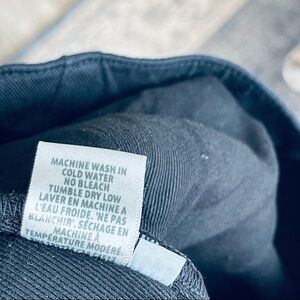 MACHINE WASH IN
COLD WATER
NO BLEACH
TUMBLE DRY LOW
LAVER EN MACHINE A
L'EAU FROIDE. NE PAS
BLANCHIR. SÉCHAGE EN
MACHINE À
TEMPÉRATURE MODÉRÉ